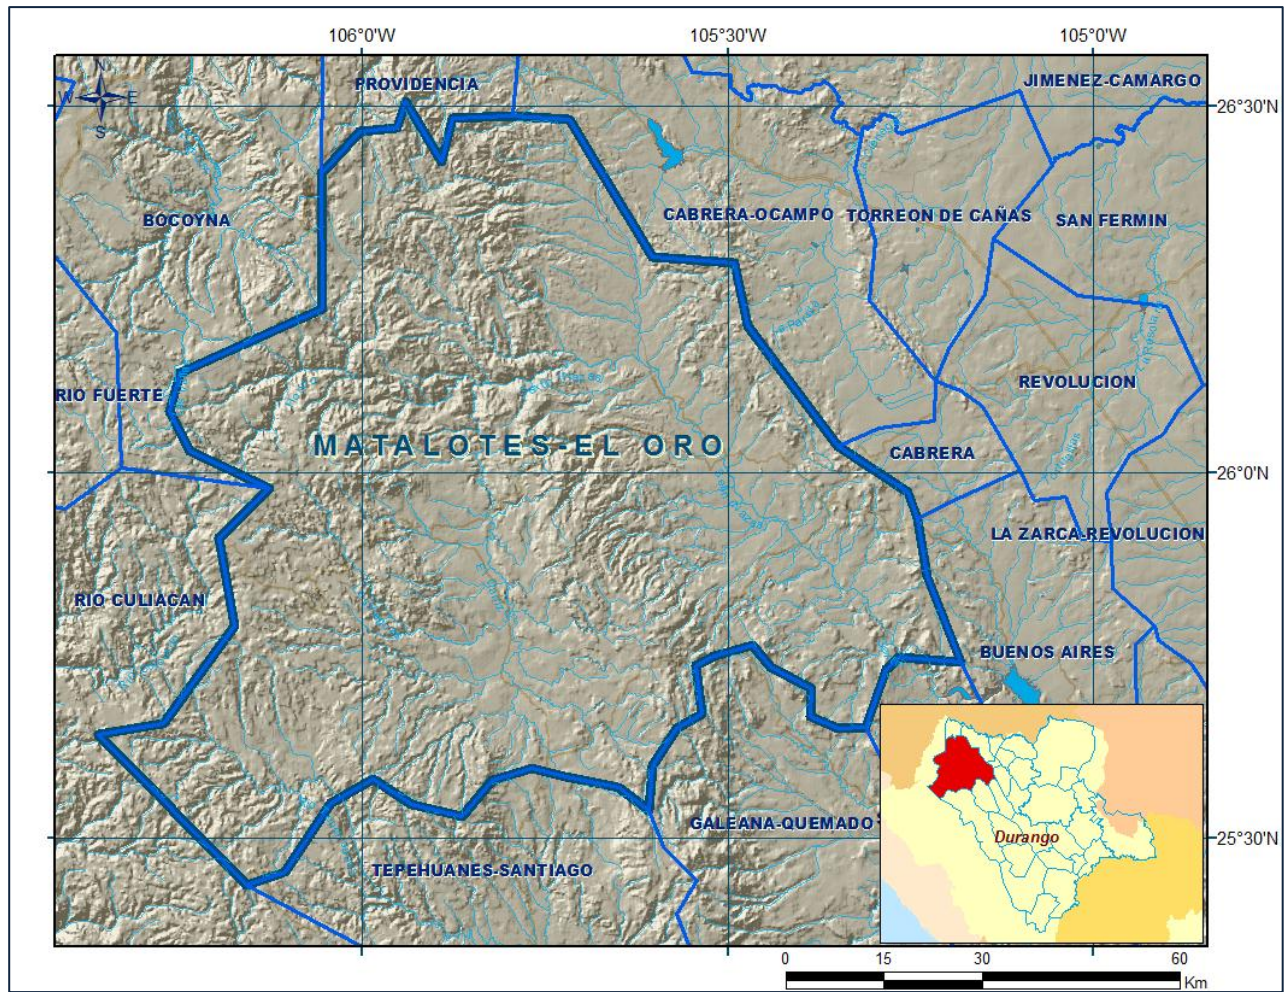 106°0'W
105°30'W
105°0'W
N
W E
S
PROVIDENCIA
JIMENEZ-CAMARGO
26°30'N
BOCOYNA
CABRERA-OCAMPO
TORREON DE CAÑAS
SAN FERMIN
RIO FUERTE
REVOLUCION
MATALOTES-EL ORO
CABRERA
26°0'N
LA ZARCA-REVOLUCION
RIO CULIACAN
BUENOS AIRES
GALEANA-QUEMADO
Durango
25°30'N
TEPEHUANES-SANTIAGO
0 15 30 60
Km